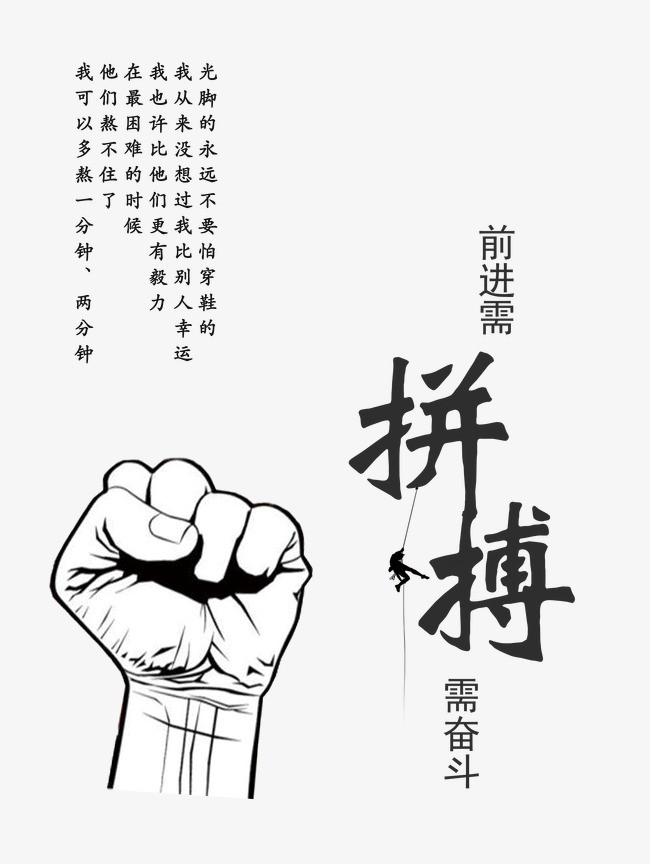 光脚的永远不要怕穿鞋的
我从来没想过我比别人幸运
我也许比他们更有毅力
在最困难的时候
他们熬不住了
我可以多熬一分钟、两分钟
前进需
拼搏
需奋斗